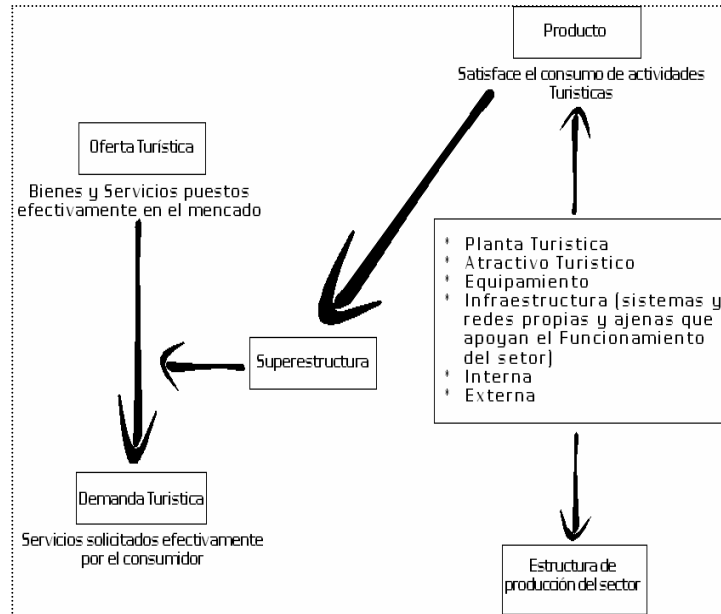 Producto
Satisface el consumo de actividades
Turisticas
Oferta Turística
Bienes y Servicios puestos
efectivamente en el mencado
* Planta Turistica
* Atractivo Turistico
* Equipamiento
* Infraestructura (sistemas y
redes propias y ajenas que
apoyan el Funcionamiento
del setor)
* Interna
* Externa
Superestructura
Demanda Turistica
Servicios solicitados efectivamente
por el consumidor
Estructura de
producción del sector